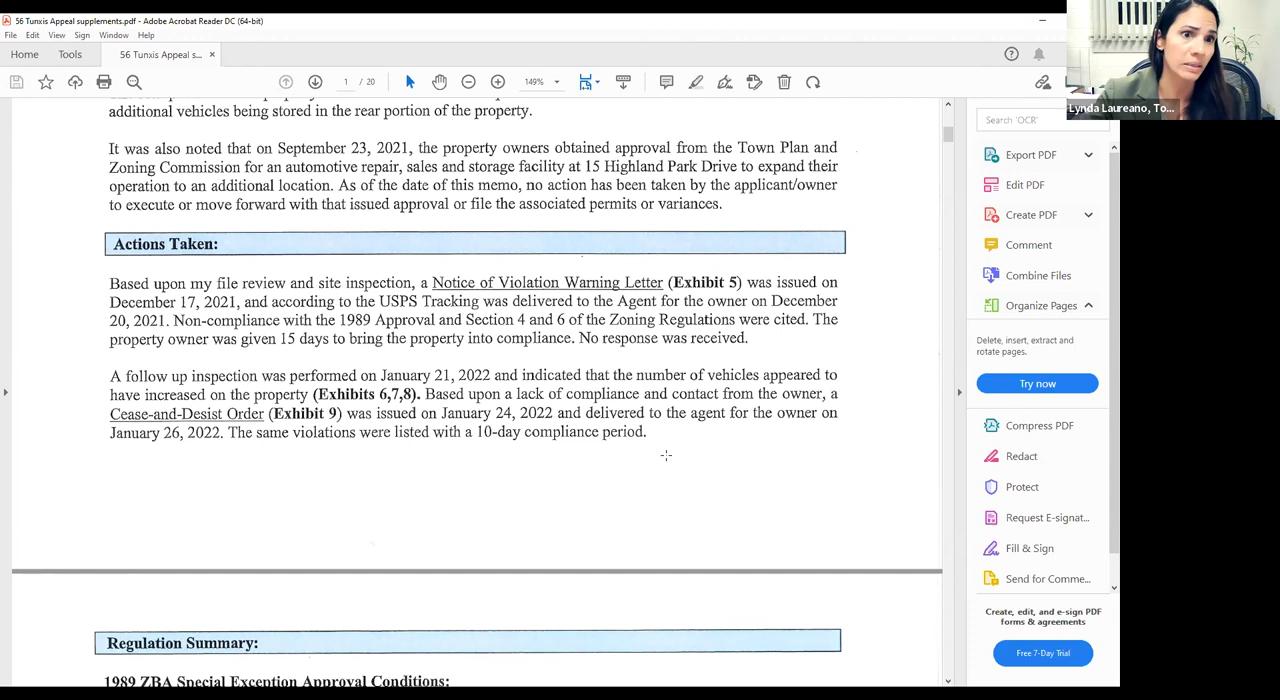 56 Tunxis Appeal supplements.pdf - Adobe Acrobat Reader DC (64-bit)
File Edit View Sign Window Help
Home Tools 56 Tunxis Appeal s... ×
1 / 20 149%
Lynda Laureano, To...
additional vehicles being stored in the rear portion of the property.
It was also noted that on September 23, 2021, the property owners obtained approval from the Town Plan and
Zoning Commission for an automotive repair, sales and storage facility at 15 Highland Park Drive to expand their
operation to an additional location. As of the date of this memo, no action has been taken by the applicant/owner
to execute or move forward with that issued approval or file the associated permits or variances.
Actions Taken:
Based upon my file review and site inspection, a Notice of Violation Warning Letter (Exhibit 5) was issued on
December 17, 2021, and according to the USPS Tracking was delivered to the Agent for the owner on December
20, 2021. Non-compliance with the 1989 Approval and Section 4 and 6 of the Zoning Regulations were cited. The
property owner was given 15 days to bring the property into compliance. No response was received.
A follow up inspection was performed on January 21, 2022 and indicated that the number of vehicles appeared to
have increased on the property (Exhibits 6,7,8). Based upon a lack of compliance and contact from the owner, a
Cease-and-Desist Order (Exhibit 9) was issued on January 24, 2022 and delivered to the agent for the owner on
January 26, 2022. The same violations were listed with a 10-day compliance period.
Regulation Summary:
1989 ZBA Special Exception Approval Conditions:
Search 'OCR'
Export PDF
Edit PDF
Create PDF
Comment
Combine Files
Organize Pages
Delete, insert, extract and
rotate pages.
Try now
Compress PDF
Redact
Protect
Request E-signat...
Fill & Sign
Send for Comme...
Create, edit, and e-sign PDF
forms & agreements
Free 7-Day Trial